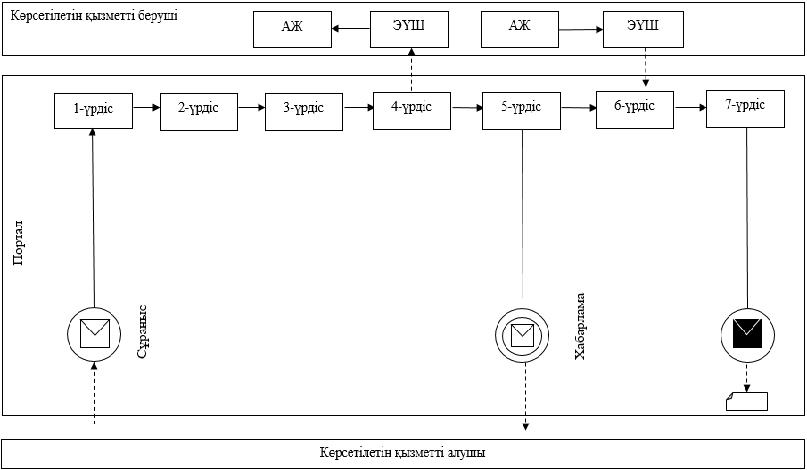 Көрсетілетін қызметті беруші
АЖ
ЭҮШ
АЖ
ЭҮШ
1-үрдіс
2-үрдіс
3-үрдіс
4-үрдіс
5-үрдіс
6-үрдіс
7-үрдіс
Портал
Сұраныс
Хабарлама
Көрсетілетін қызметті алушы